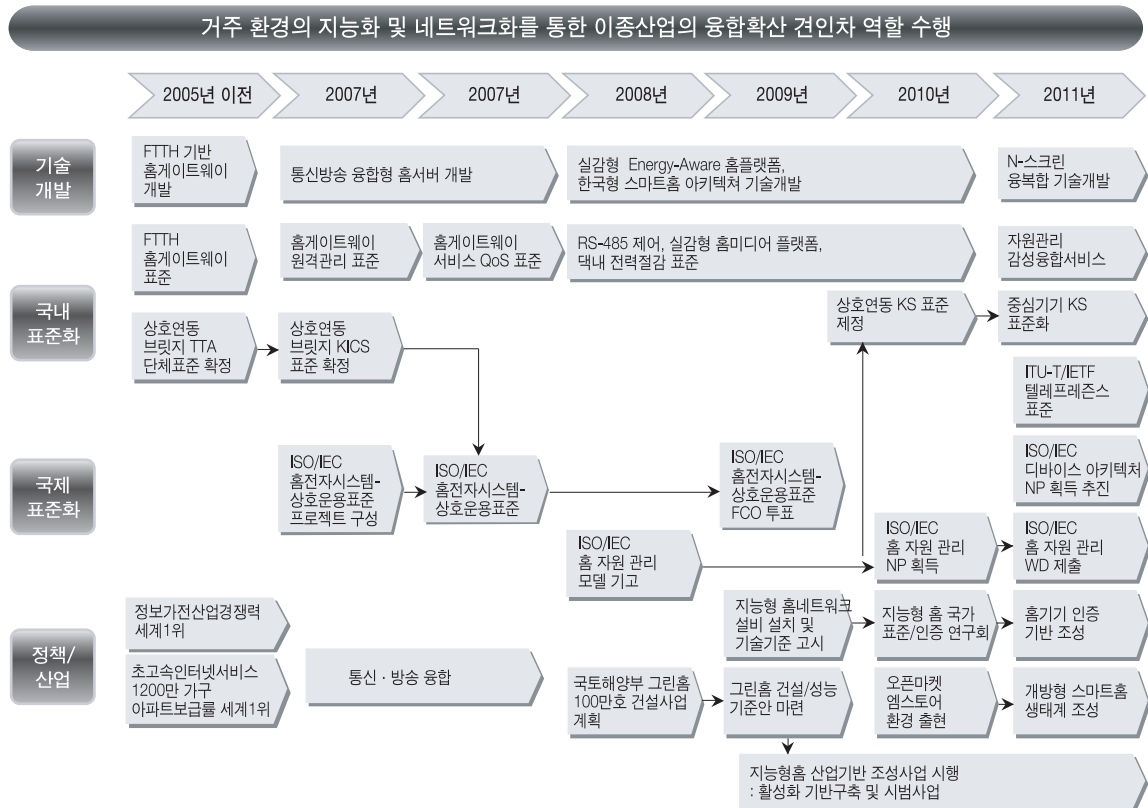 거주 환경의 지능화 및 네트워크화를 통한 이종산업의 융합확산 견인차 역할 수행
2005년 이전
2007년
2007년
2008년
2009년
2010년
2011년
기술
개발
FTTH 기반
홈게이트웨이
개발
통신방송 융합형 홈서버 개발
실감형 Energy-Aware 홈플랫폼,
한국형 스마트홈 아키텍쳐 기술개발
N-스크린
융복합 기술개발
국내
표준화
FTTH
홈게이트웨이
표준
홈게이트웨이
원격관리 표준
홈게이트웨이
서비스 QoS 표준
RS-485 제어, 실감형 홈미디어 플랫폼,
댁내 전력절감 표준
자원관리
감성융합서비스
상호연동
브릿지 TTA
단체표준 확정
상호연동
브릿지 KICS
표준 확정
상호연동 KS 표준
제정
중심기기 KS
표준화
ITU-T/IETF
텔레프레즌스
표준
국제
표준화
ISO/IEC
홈전자시스템-
상호운용표준
프로젝트 구성
ISO/IEC
홈전자시스템-
상호운용표준
ISO/IEC
홈전자시스템-
상호운용표준
FCO 투표
ISO/IEC
디바이스 아키텍처
NP 획득 추진
ISO/IEC
홈 자원 관리
모델 기고
ISO/IEC
홈 자원 관리
NP 획득
ISO/IEC
홈 자원 관리
WD 제출
정책/
산업
정보가전산업경쟁력
세계1위
초고속인터넷서비스
1200만 가구
아파트보급률 세계1위
통신 · 방송 융합
지능형 홈네트워크
설비 설치 및
기술기준 고시
지능형 홈 국가
표준/인증 연구회
홈기기 인증
기반 조성
국토해양부 그린홈
100만호 건설사업
계획
그린홈 건설/성능
기준안 마련
오픈마켓
엠스토어
환경 출현
개방형 스마트홈
생태계 조성
지능형홈 산업기반 조성사업 시행
: 활성화 기반구축 및 시범사업